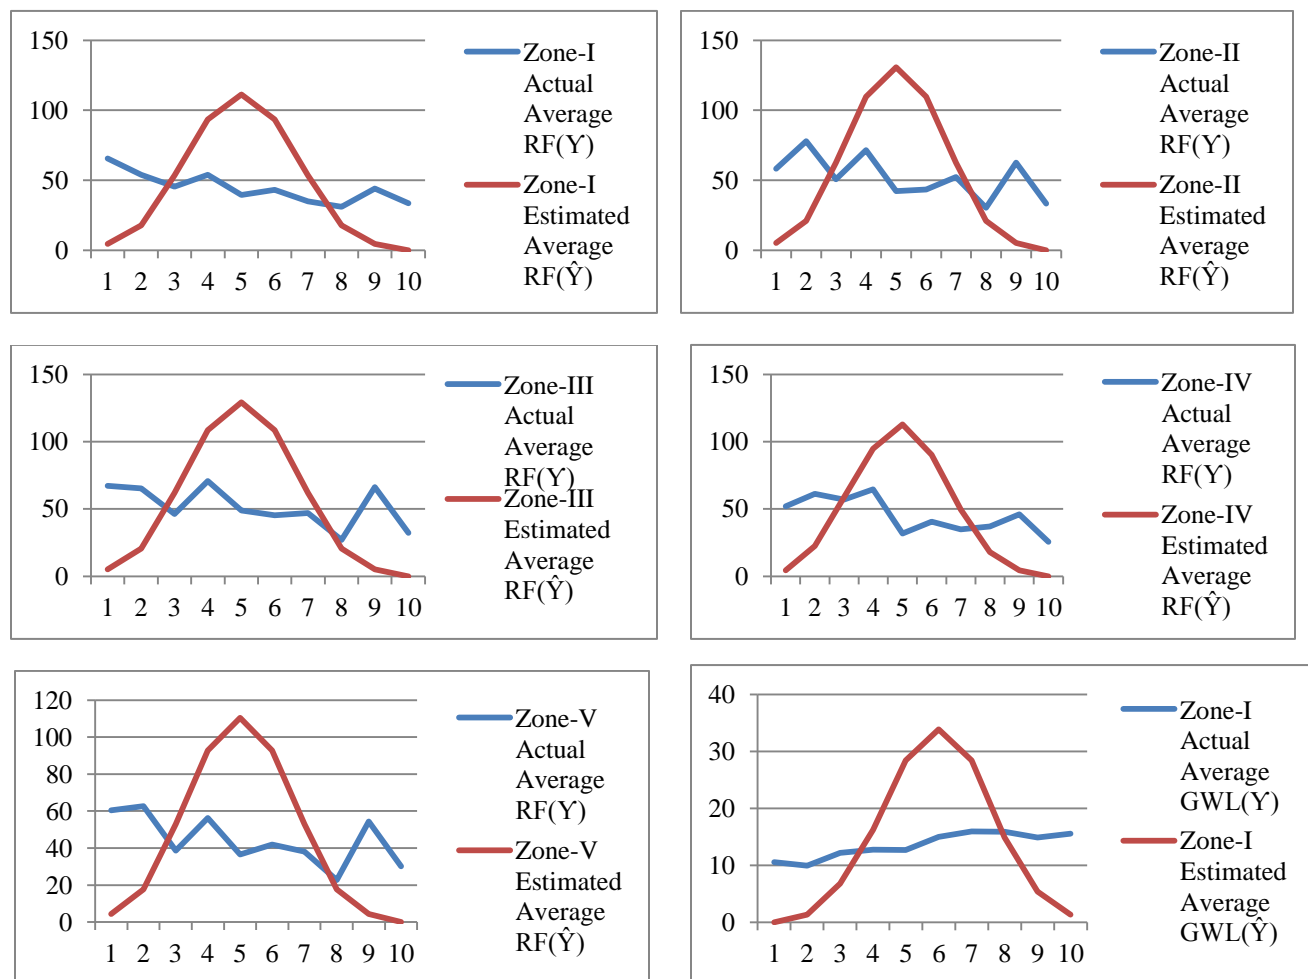 150
100
50
0
1 2 3 4 5 6 7 8 9 10
Zone-I
Actual
Average
RF(Y)
Zone-I
Estimated
Average
RF(Ŷ)
150
100
50
0
1 2 3 4 5 6 7 8 9 10
Zone-II
Actual
Average
RF(Y)
Zone-II
Estimated
Average
RF(Ŷ)
150
100
50
0
1 2 3 4 5 6 7 8 9 10
Zone-III
Actual
Average
RF(Y)
Zone-III
Estimated
Average
RF(Ŷ)
150
100
50
0
1 2 3 4 5 6 7 8 9 10
Zone-IV
Actual
Average
RF(Y)
Zone-IV
Estimated
Average
RF(Ŷ)
120
100
80
60
40
20
0
1 2 3 4 5 6 7 8 9 10
Zone-V
Actual
Average
RF(Y)
Zone-V
Estimated
Average
RF(Ŷ)
40
30
20
10
0
1 2 3 4 5 6 7 8 9 10
Zone-I
Actual
Average
GWL(Y)
Zone-I
Estimated
Average
GWL(Ŷ)